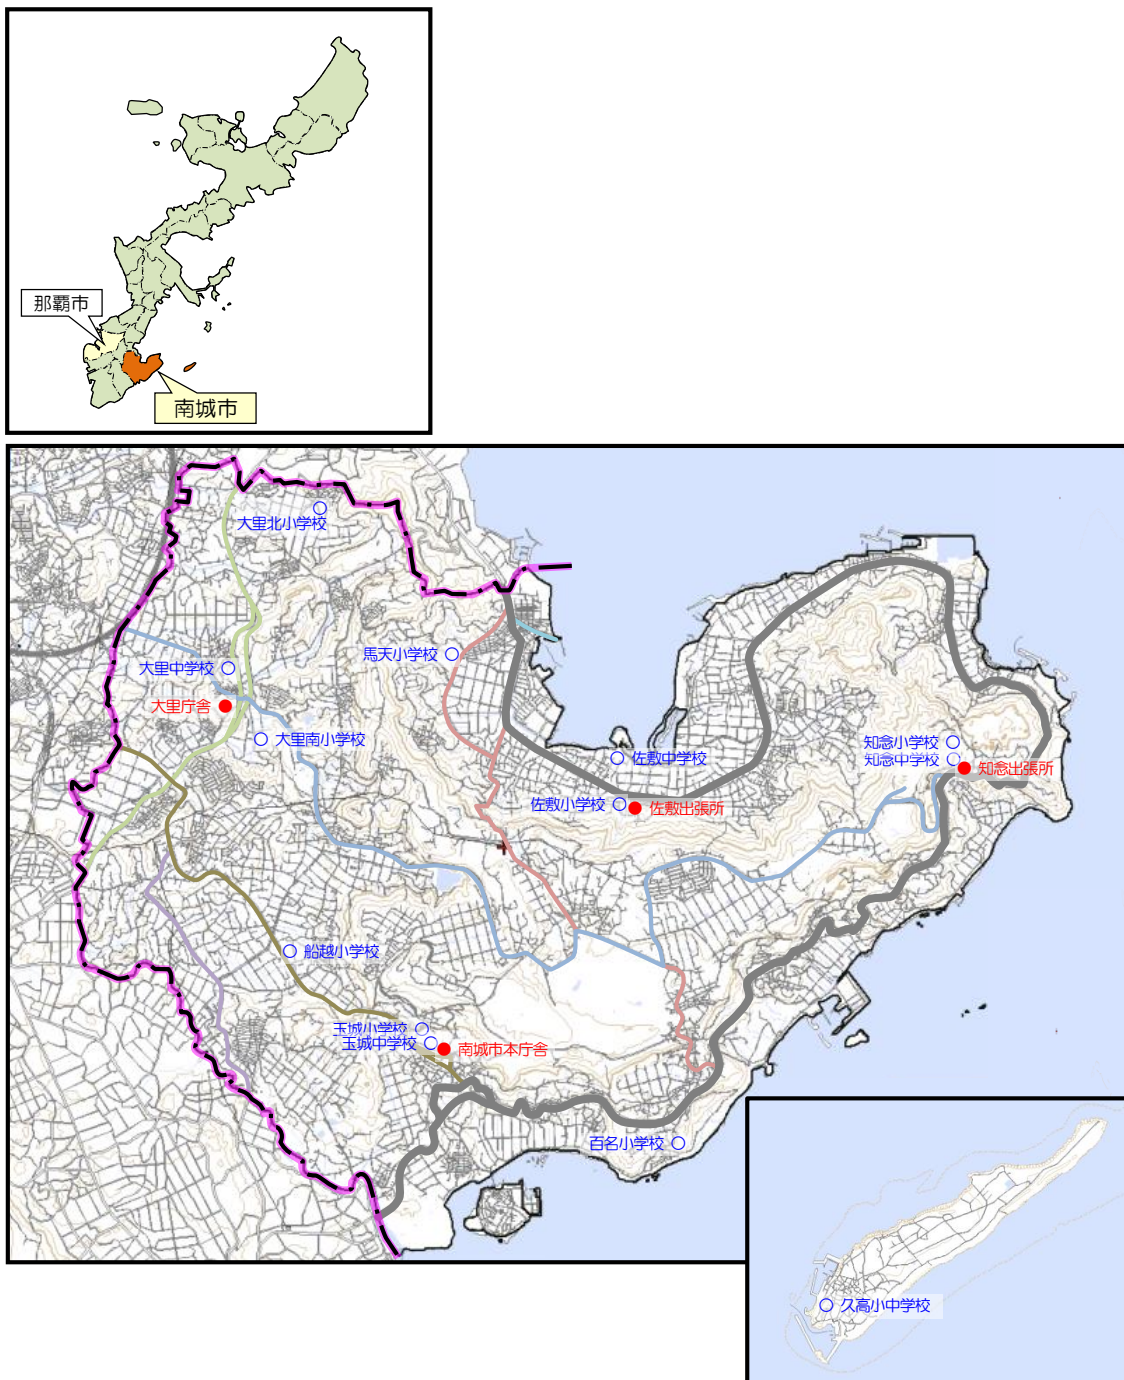 那覇市
南城市
大里北小学校
馬天小学校
大里中学校
大里庁舎
大里南小学校
佐敷中学校
知念小学校
知念中学校
知念出張所
佐敷小学校
佐敷出張所
船越小学校
玉城小学校
玉城中学校
南城市本庁舎
百名小学校
久高小中学校